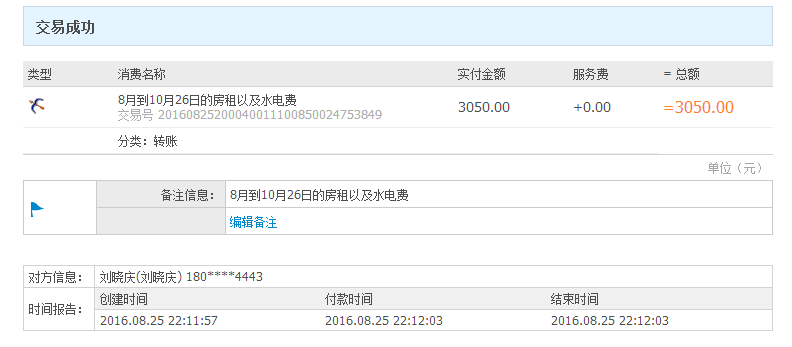 交易成功
类型 消费名称 实付金额 服务费 = 总额
8月到10月26日的房租以及水电费 3050.00 +0.00 =3050.00
交易号 20160825200040011100850024753849
分类：转账
单位（元）
备注信息： 8月到10月26日的房租以及水电费
编辑备注
对方信息： 刘晓庆(刘晓庆) 180****4443
时间报告： 创建时间 付款时间 结束时间
2016.08.25 22:11:57 2016.08.25 22:12:03 2016.08.25 22:12:03